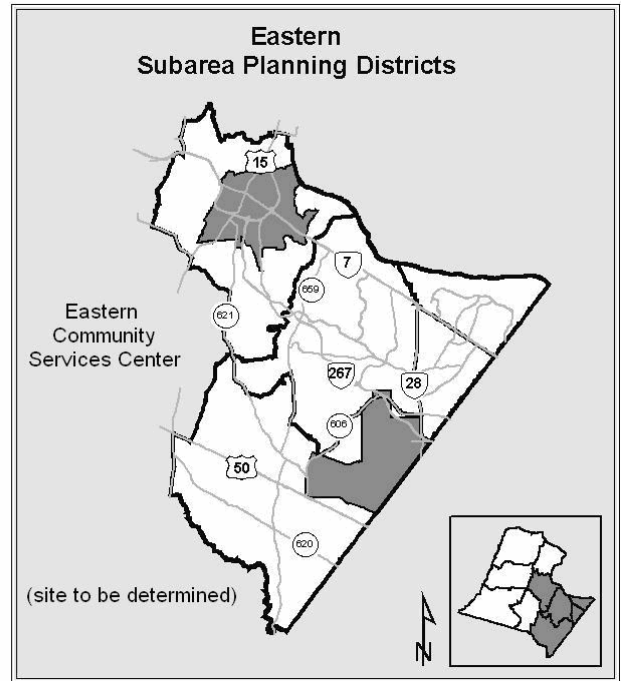 Eastern
Subarea Planning Districts
15
7
659
Eastern
Community
Services Center
621
267
28
606
50
620
(site to be determined)
N